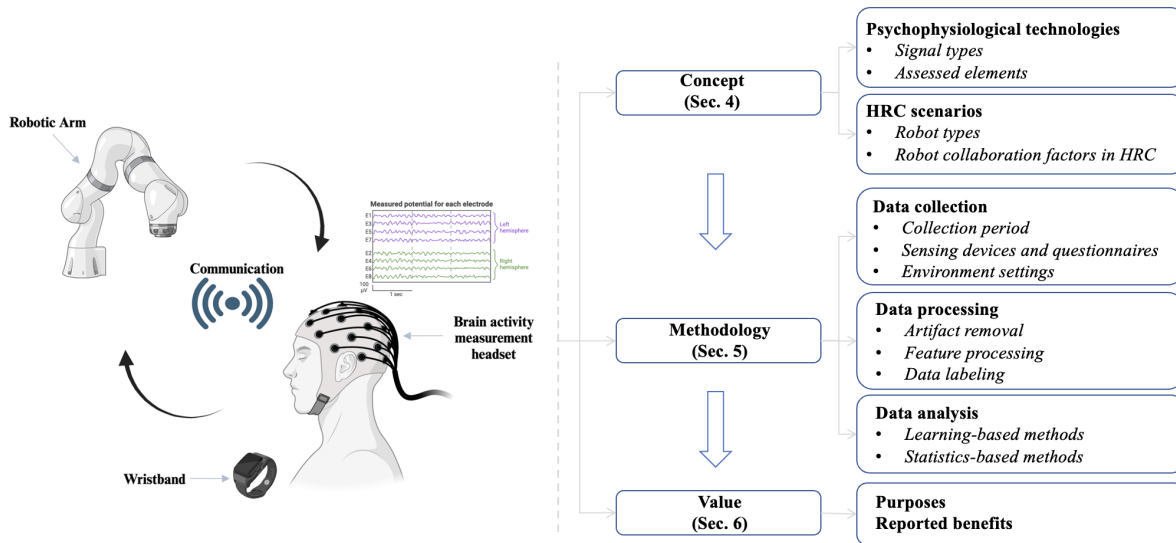 Robotic Arm
Measured potential for each electrode
E1
E3
E5
E7
Left
hemisphere
E2
E4
E6
E8
Right
hemisphere
100
μV
1 sec
Communication
Brain activity
measurement
headset
Wristband
Concept
(Sec. 4)
Psychophysiological technologies
• Signal types
• Assessed elements
HRC scenarios
• Robot types
• Robot collaboration factors in HRC
Methodology
(Sec. 5)
Data collection
• Collection period
• Sensing devices and questionnaires
• Environment settings
Data processing
• Artifact removal
• Feature processing
• Data labeling
Data analysis
• Learning-based methods
• Statistics-based methods
Value
(Sec. 6)
Purposes
Reported benefits